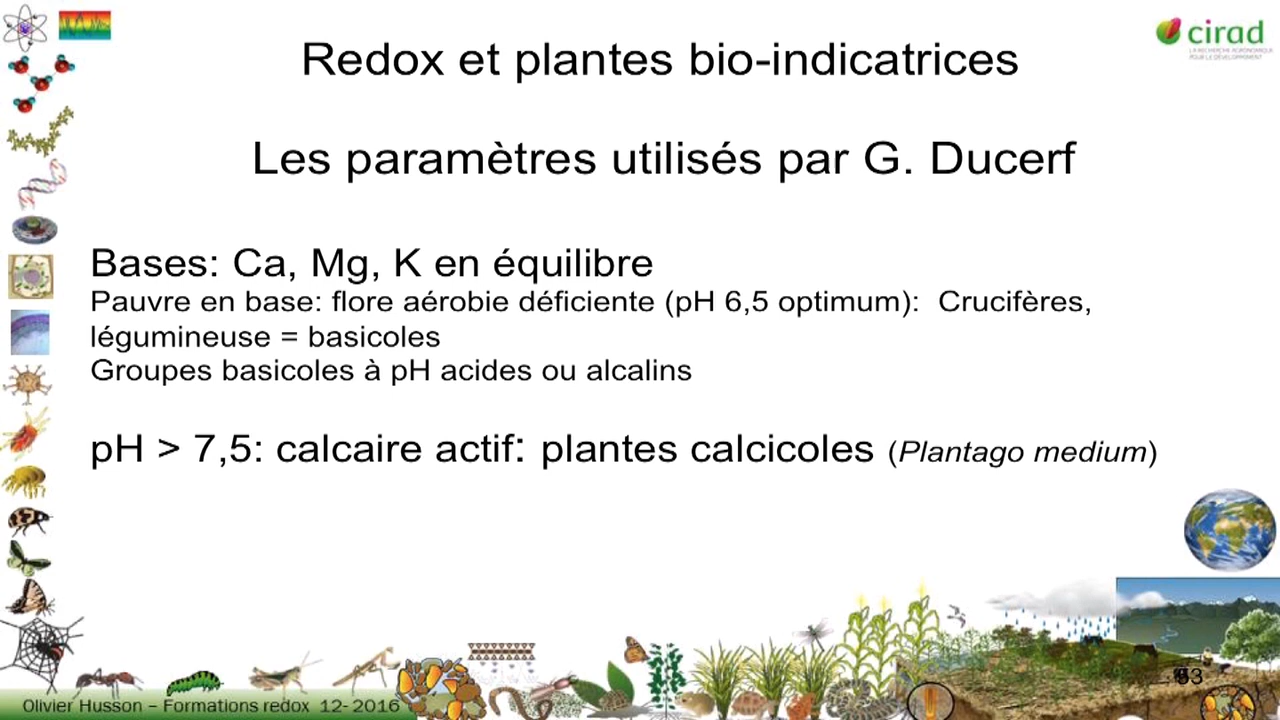 cirad
LA RECHERCHE AGRONOMIQUE
POUR LE DÉVELOPPEMENT
Redox et plantes bio-indicatrices
Les paramètres utilisés par G. Ducerf
Bases: Ca, Mg, K en équilibre
Pauvre en base: flore aérobie déficiente (pH 6,5 optimum): Crucifères,
légumineuse = basicoles
Groupes basicoles à pH acides ou alcalins
pH > 7,5: calcaire actif: plantes calcicoles (Plantago medium)
Olivier Husson – Formations redox 12- 2016